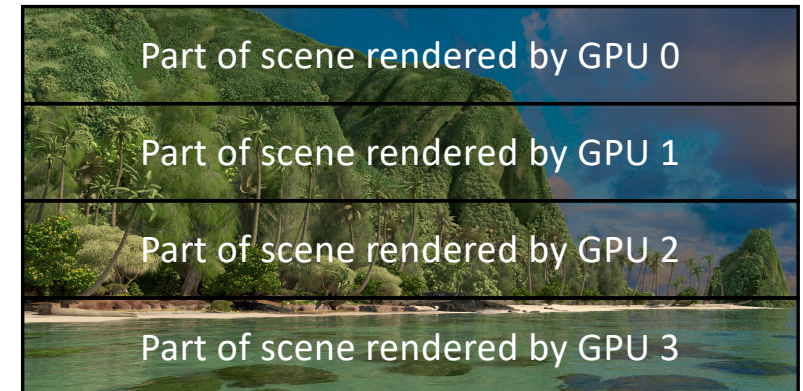 Part of scene rendered by GPU 0
Part of scene rendered by GPU 1
Part of scene rendered by GPU 2
Part of scene rendered by GPU 3